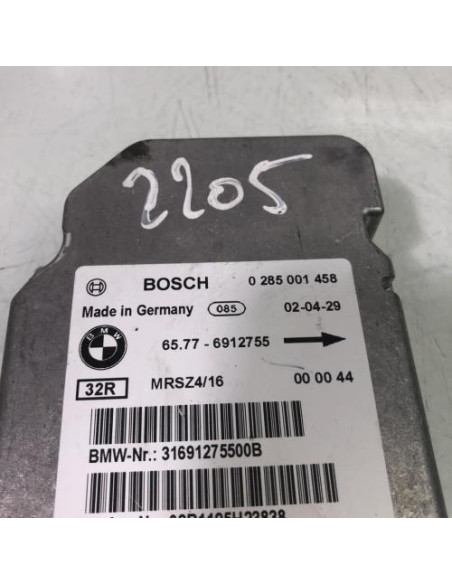 2205
BOSCH 0 285 001 458
Made in Germany 085 02-04-29
BMW 65.77 - 6912755
32R MRSZ4/16 00 00 44
BMW-Nr.: 31691275500B